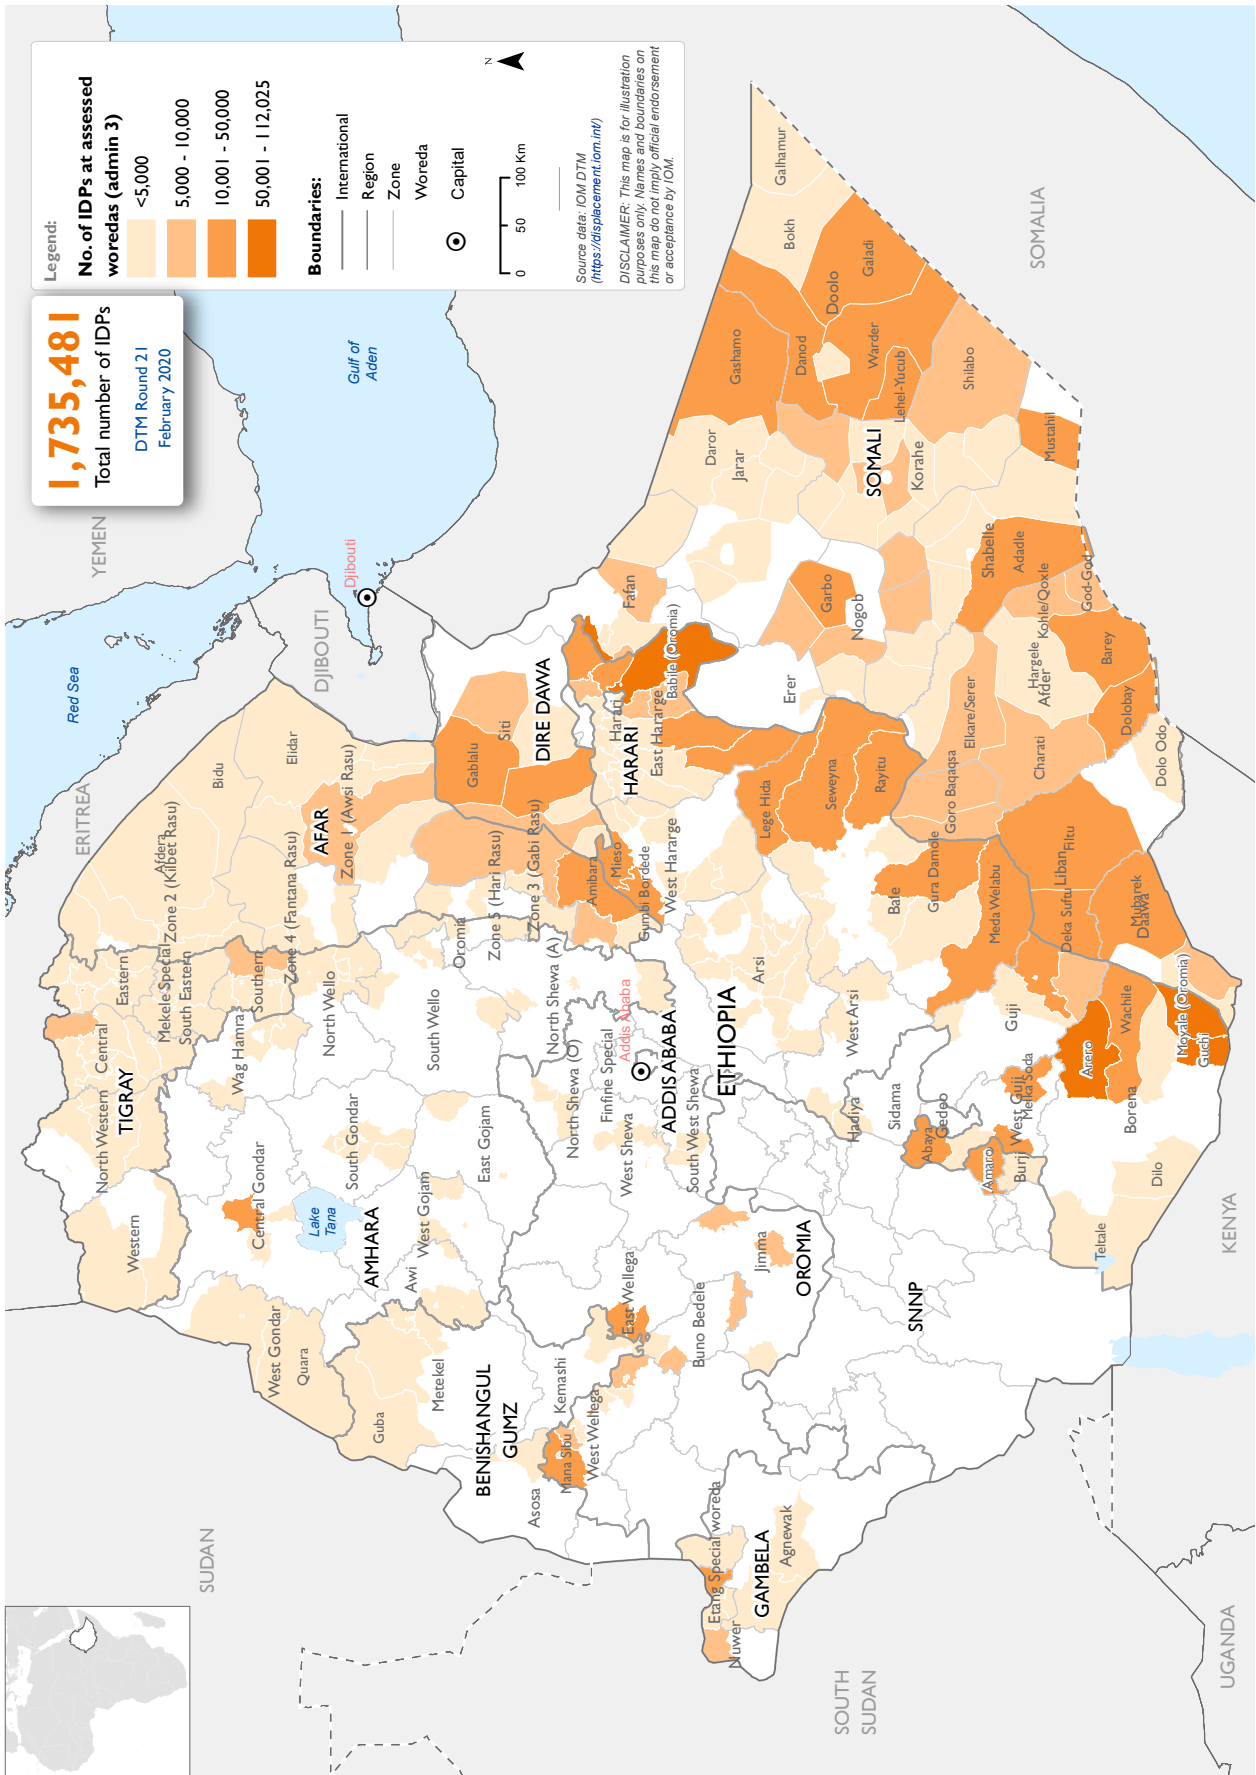 1,735,481
Total number of IDPs
DTM Round 21
February 2020
Legend:
No. of IDPs at assessed
woredas (admin 3)
<5,000
5,000 - 10,000
10,001 - 50,000
50,001 - 112,025
Boundaries:
International
Region
Zone
Woreda
Capital
N
0
50
100 Km
Source data: IOM DTM
(https://displacement.iom.int/)
DISCLAIMER: This map is for illustration
purposes only. Names and boundaries on
this map do not imply official endorsement
or acceptance by IOM.
SUDAN
ERITREA
Red Sea
YEMEN
DJIBOUTI
Djibouti
Gulf of
Aden
SOMALIA
KENYA
UGANDA
SOUTH
SUDAN
ETHIOPIA
Addis Ababa
ADDIS ABABA
TIGRAY
North Western
Central
Eastern
Western
Mekele Special
South Eastern
Southern
AFAR
Afdera
Zone 2 (Kilbet Rasu)
Bidu
Elidar
Zone 4 (Fantana Rasu)
Zone 1 (Awsi Rasu)
Zone 5 (Hari Rasu)
Zone 3 (Gabi Rasu)
Amibara
AMHARA
Wag Hamra
North Wello
South Wello
Central Gondar
South Gondar
Lake
Tana
West Gondar
Quara
West Gojam
East Gojam
Awi
Oromia
North Shewa (A)
BENISHANGUL
GUMZ
Guba
Metekel
Kemashi
Asosa
Mana Sibu
West Wellega
East Wellega
North Shewa (O)
Finfine Special
West Shewa
South West Shewa
Buno Bedele
Jimma
OROMIA
GAMBELA
Etang Special woreda
Nuwer
Agnewak
SNNP
Hadiya
Sidama
Gedeo
Abaya
Amaro
Burji
West Guji
Melka Soda
Guji
Borena
Teltale
Dilo
Arero
Wachile
Moyale (Oromia)
Guchi
West Arsi
Arsi
Bale
Gura Damole
Meda Welabu
Lege Hida
Seweyna
Rayitu
West Hararge
Gumbi Bordede
Mieso
East Hararge
HARARI
Harari
Babile (Oromia)
DIRE DAWA
Siti
Gablalu
SOMALI
Fafan
Daror
Jarar
Gashamo
Danod
Doolo
Bokh
Galhamur
Galadi
Warder
Lehel-Yucub
Shilabo
Korahe
Mustahil
Shabelle
Adadle
Kohle/Qoxle
God-God
Garbo
Nogob
Erer
Hargele
Afder
Barey
Dolobay
Dolo Odo
Elkare/Serer
Charati
Goro Baqaqsa
Liban
Filtu
Deka Suftu
Mubarek
Daawa